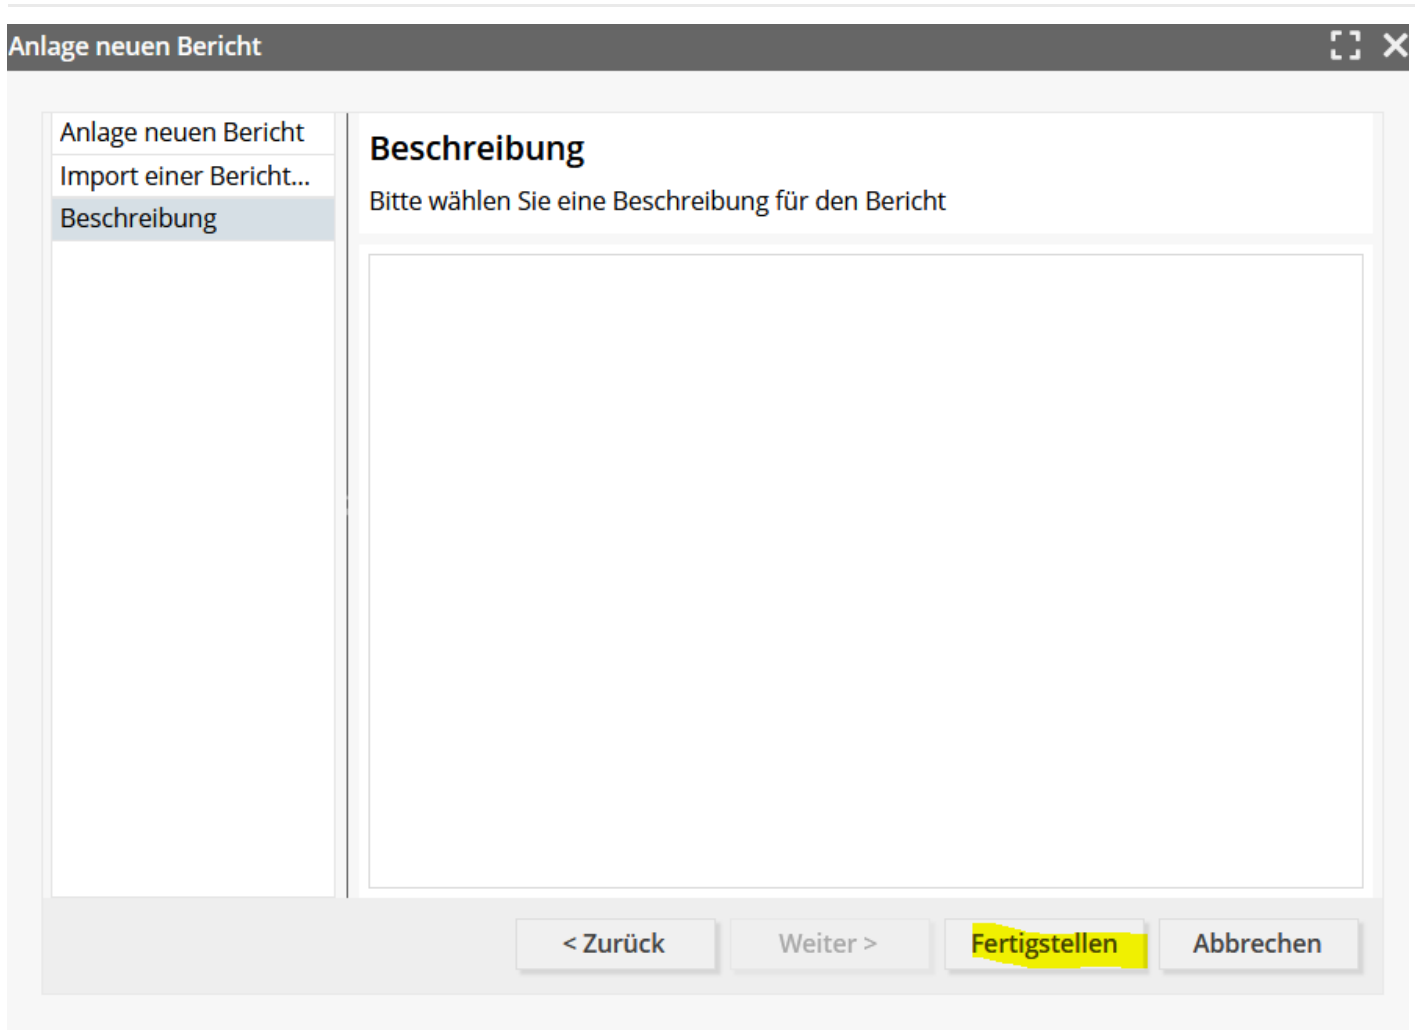 Anlage neuen Bericht
Anlage neuen Bericht
Import einer Bericht...
Beschreibung
Beschreibung
Bitte wählen Sie eine Beschreibung für den Bericht
< Zurück
Weiter >
Fertigstellen
Abbrechen